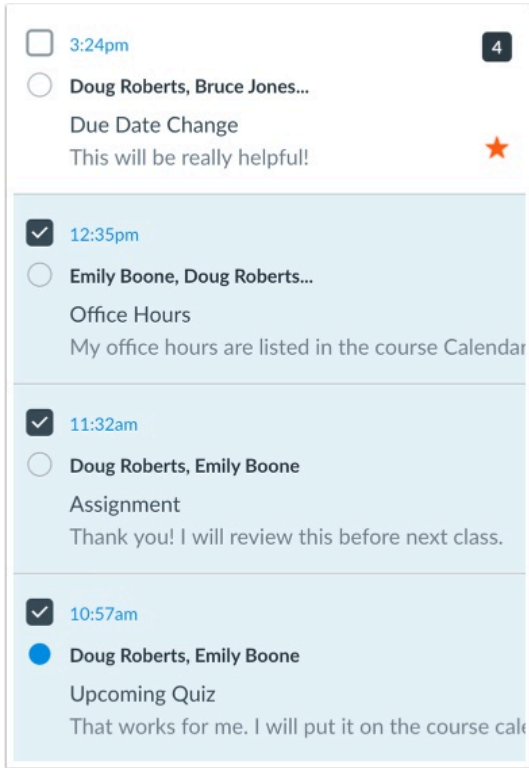 3:24pm
4
Doug Roberts, Bruce Jones...
Due Date Change
This will be really helpful!
12:35pm
Emily Boone, Doug Roberts...
Office Hours
My office hours are listed in the course Calendar
11:32am
Doug Roberts, Emily Boone
Assignment
Thank you! I will review this before next class.
10:57am
Doug Roberts, Emily Boone
Upcoming Quiz
That works for me. I will put it on the course